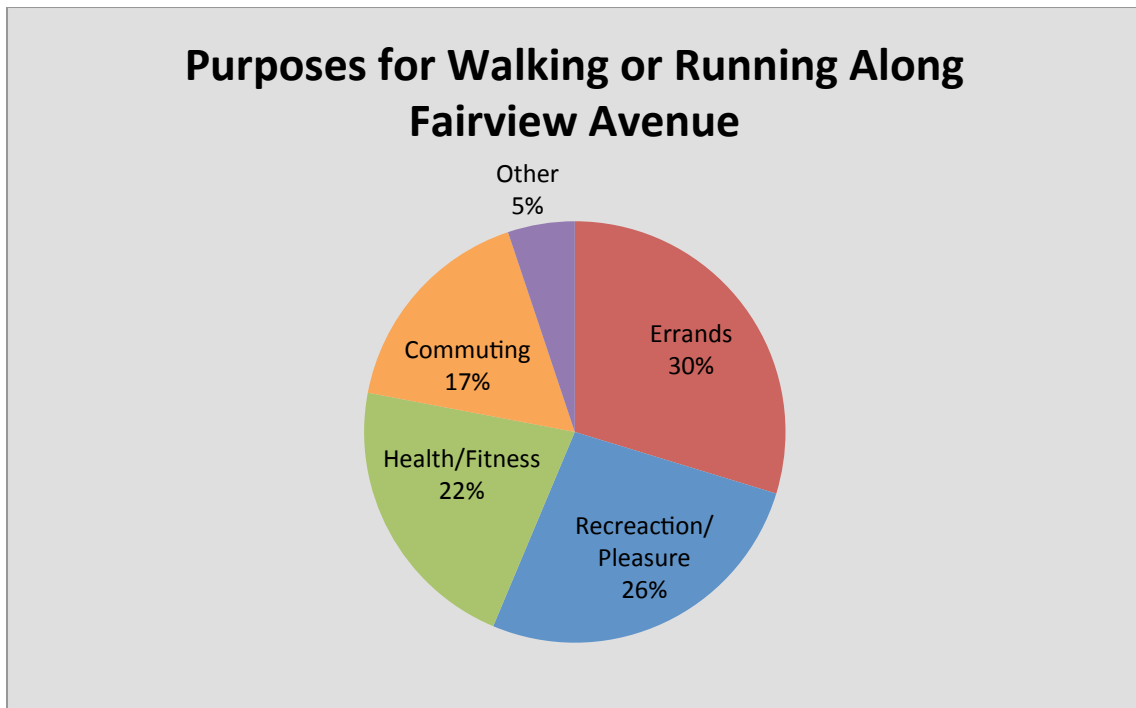 Purposes for Walking or Running Along
Fairview Avenue
Other
5%
Errands
30%
Commuting
17%
Health/Fitness
22%
Recreaction/
Pleasure
26%